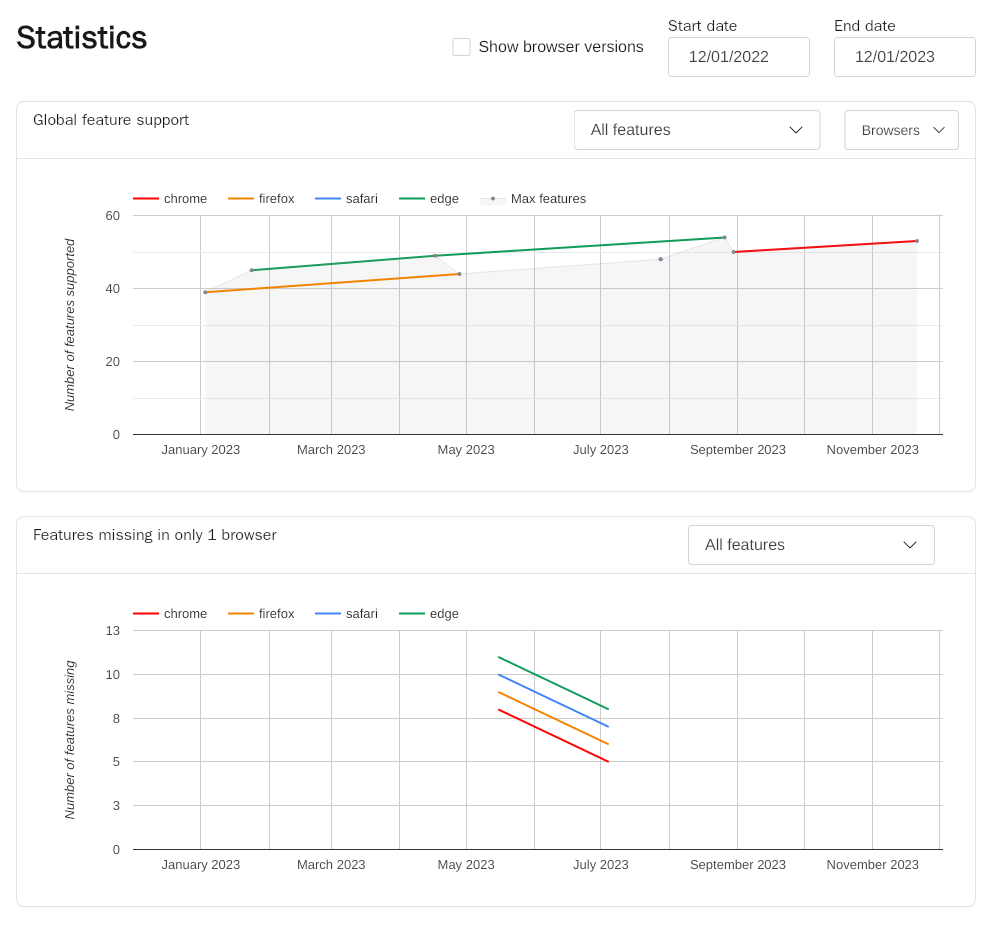 Statistics
Show browser versions
Start date
12/01/2022
End date
12/01/2023
Global feature support
All features
Browsers
chrome firefox safari edge Max features
Number of features supported
60
40
20
0
January 2023 March 2023 May 2023 July 2023 September 2023 November 2023
Features missing in only 1 browser
All features
chrome firefox safari edge
Number of features missing
13
10
8
5
3
0
January 2023 March 2023 May 2023 July 2023 September 2023 November 2023